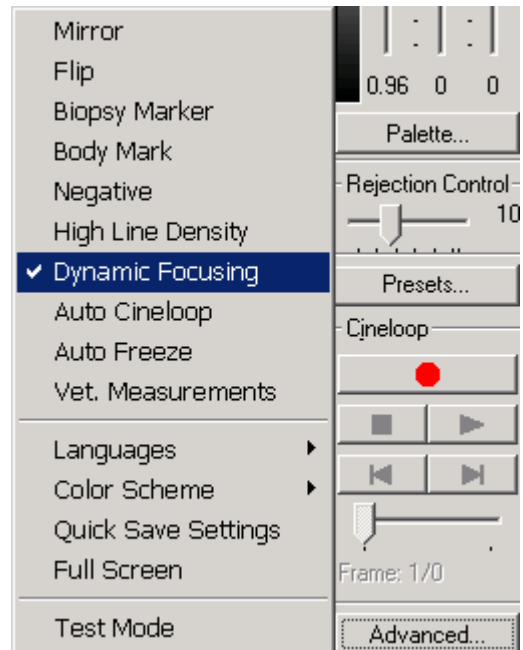 Mirror
Flip
Biopsy Marker
Body Mark
Negative
High Line Density
Dynamic Focusing
Auto Cineloop
Auto Freeze
Vet. Measurements
Languages
Color Scheme
Quick Save Settings
Full Screen
Test Mode
0.96 0 0
Palette...
Rejection Control
10
Presets...
Cineloop
Frame: 1/0
Advanced...